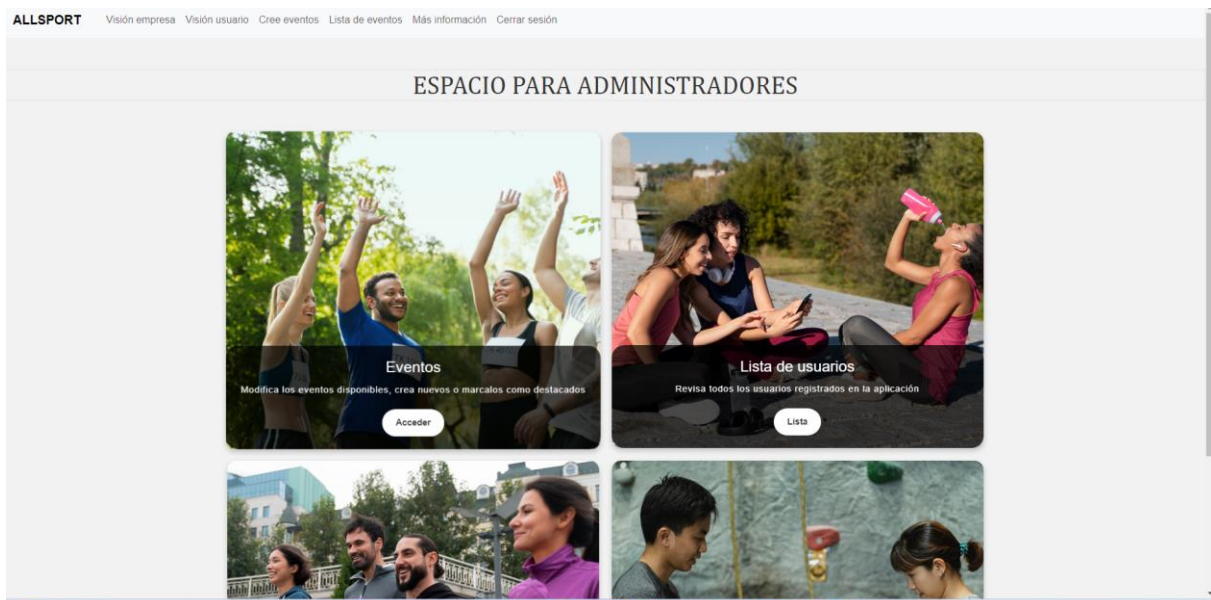 ALLSPORT Visión empresa Visión usuario Cree eventos Lista de eventos Más información Cerrar sesión
ESPACIO PARA ADMINISTRADORES
Eventos
Modifica los eventos disponibles, crea nuevos o marcalos como destacados
Acceder
Lista de usuarios
Revisa todos los usuarios registrados en la aplicación
Lista